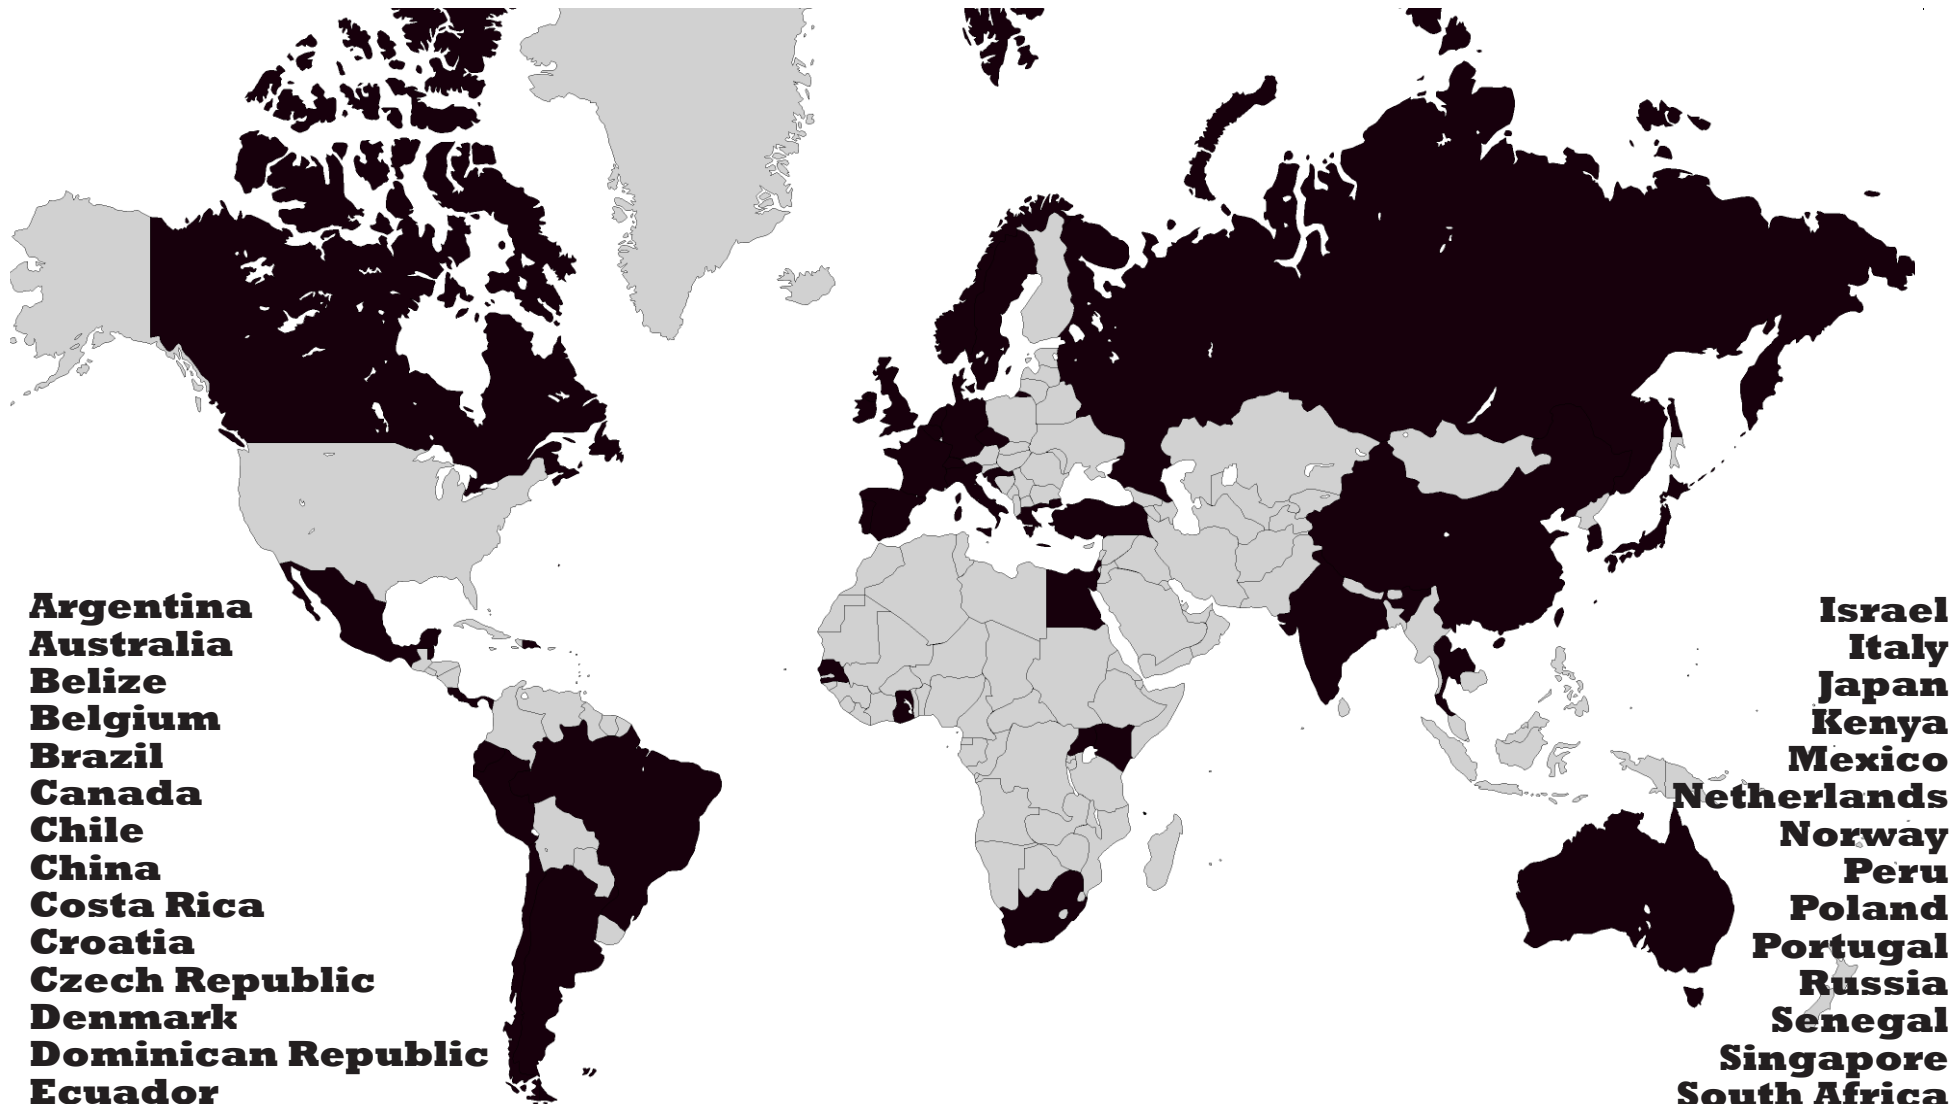 Argentina
Australia
Belize
Belgium
Brazil
Canada
Chile
China
Costa Rica
Croatia
Czech Republic
Denmark
Dominican Republic
Ecuador
Israel
Italy
Japan
Kenya
Mexico
Netherlands
Norway
Peru
Poland
Portugal
Russia
Senegal
Singapore
South Africa